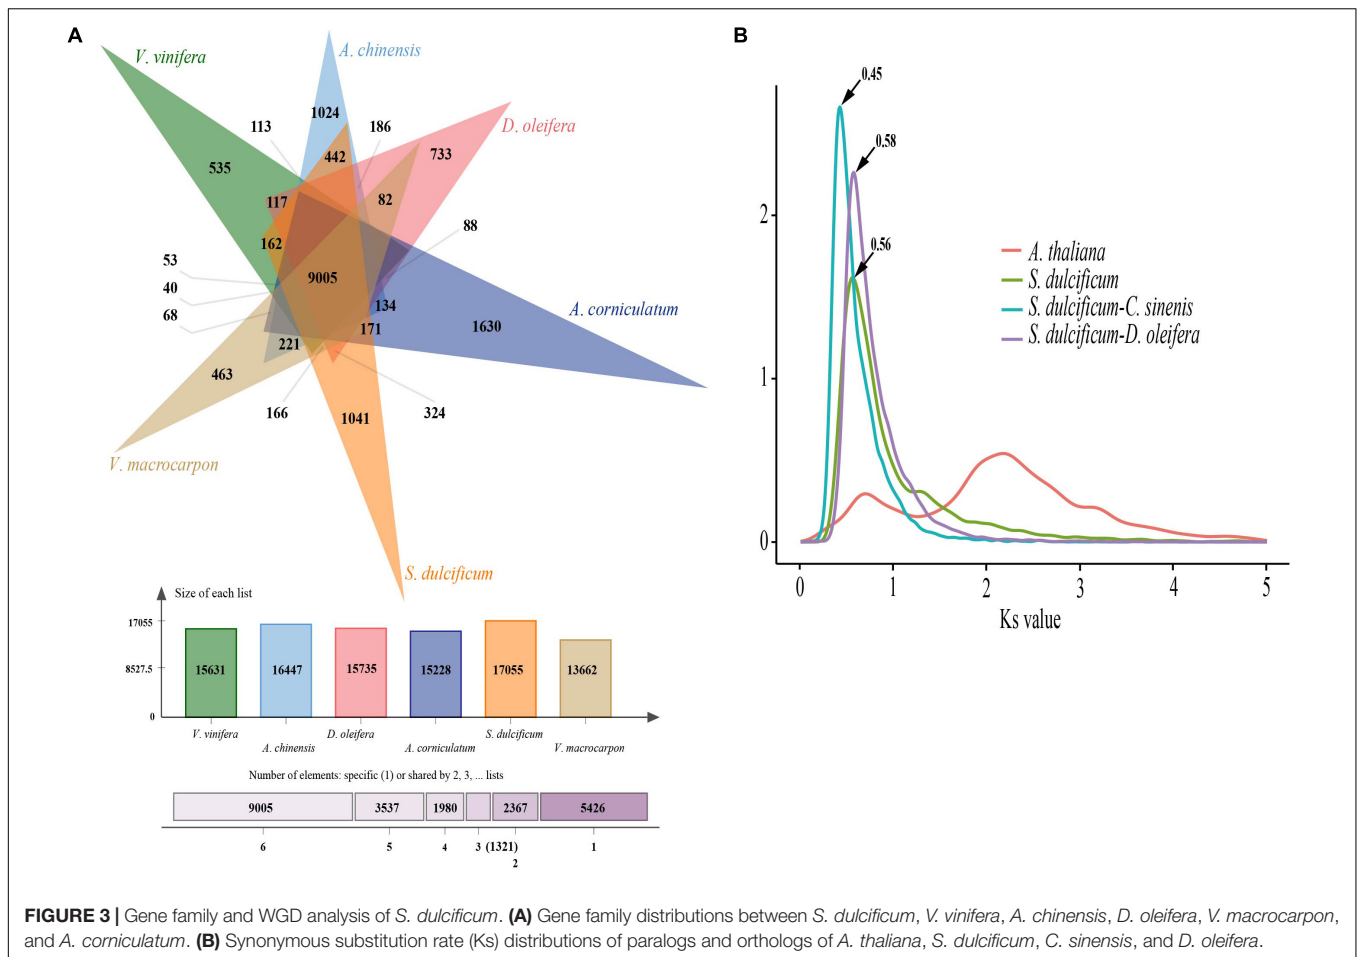 A
B
V. vinifera
A. chinensis
D. oleifera
A. corniculatum
V. macrocarpon
S. dulcificum
1024
113
186
442
733
535
82
117
88
162
53
9005
40
134
68
171
1630
221
463
166
1041
324
Size of each list
17055
8527.5
0
15631
16447
15735
15228
17055
13662
V. vinifera
A. chinensis
D. oleifera
A. corniculatum
S. dulcificum
V. macrocarpon
Number of elements: specific (1) or shared by 2, 3, ... lists
9005 3537 1980 2367 5426
6 5 4 3 (1321) 1
2
0.45
0.58
0.56
2
1
0
A. thaliana
S. dulcificum
S. dulcificum-C. sinenis
S. dulcificum-D. oleifera
0 1 2 3 4 5
Ks value
FIGURE 3 | Gene family and WGD analysis of S. dulcificum. (A) Gene family distributions between S. dulcificum, V. vinifera, A. chinensis, D. oleifera, V. macrocarpon,
and A. corniculatum. (B) Synonymous substitution rate (Ks) distributions of paralogs and orthologs of A. thaliana, S. dulcificum, C. sinensis, and D. oleifera.